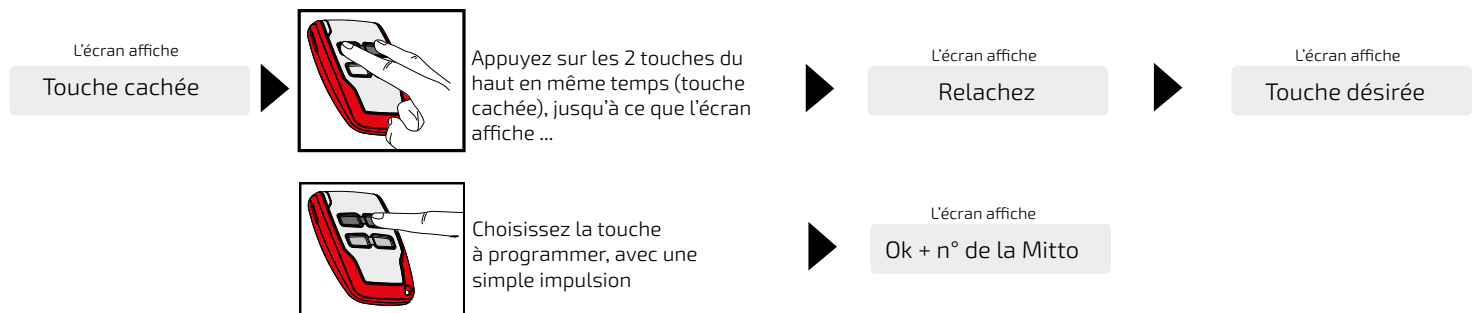 L'écran affiche
Touche cachée
Appuyez sur les 2 touches du
haut en même temps (touche
cachée), jusqu'à ce que l'écran
affiche ...
L'écran affiche
Relachez
L'écran affiche
Touche désirée
Choisissez la touche
à programmer, avec une
simple impulsion
L'écran affiche
Ok + n° de la Mitto